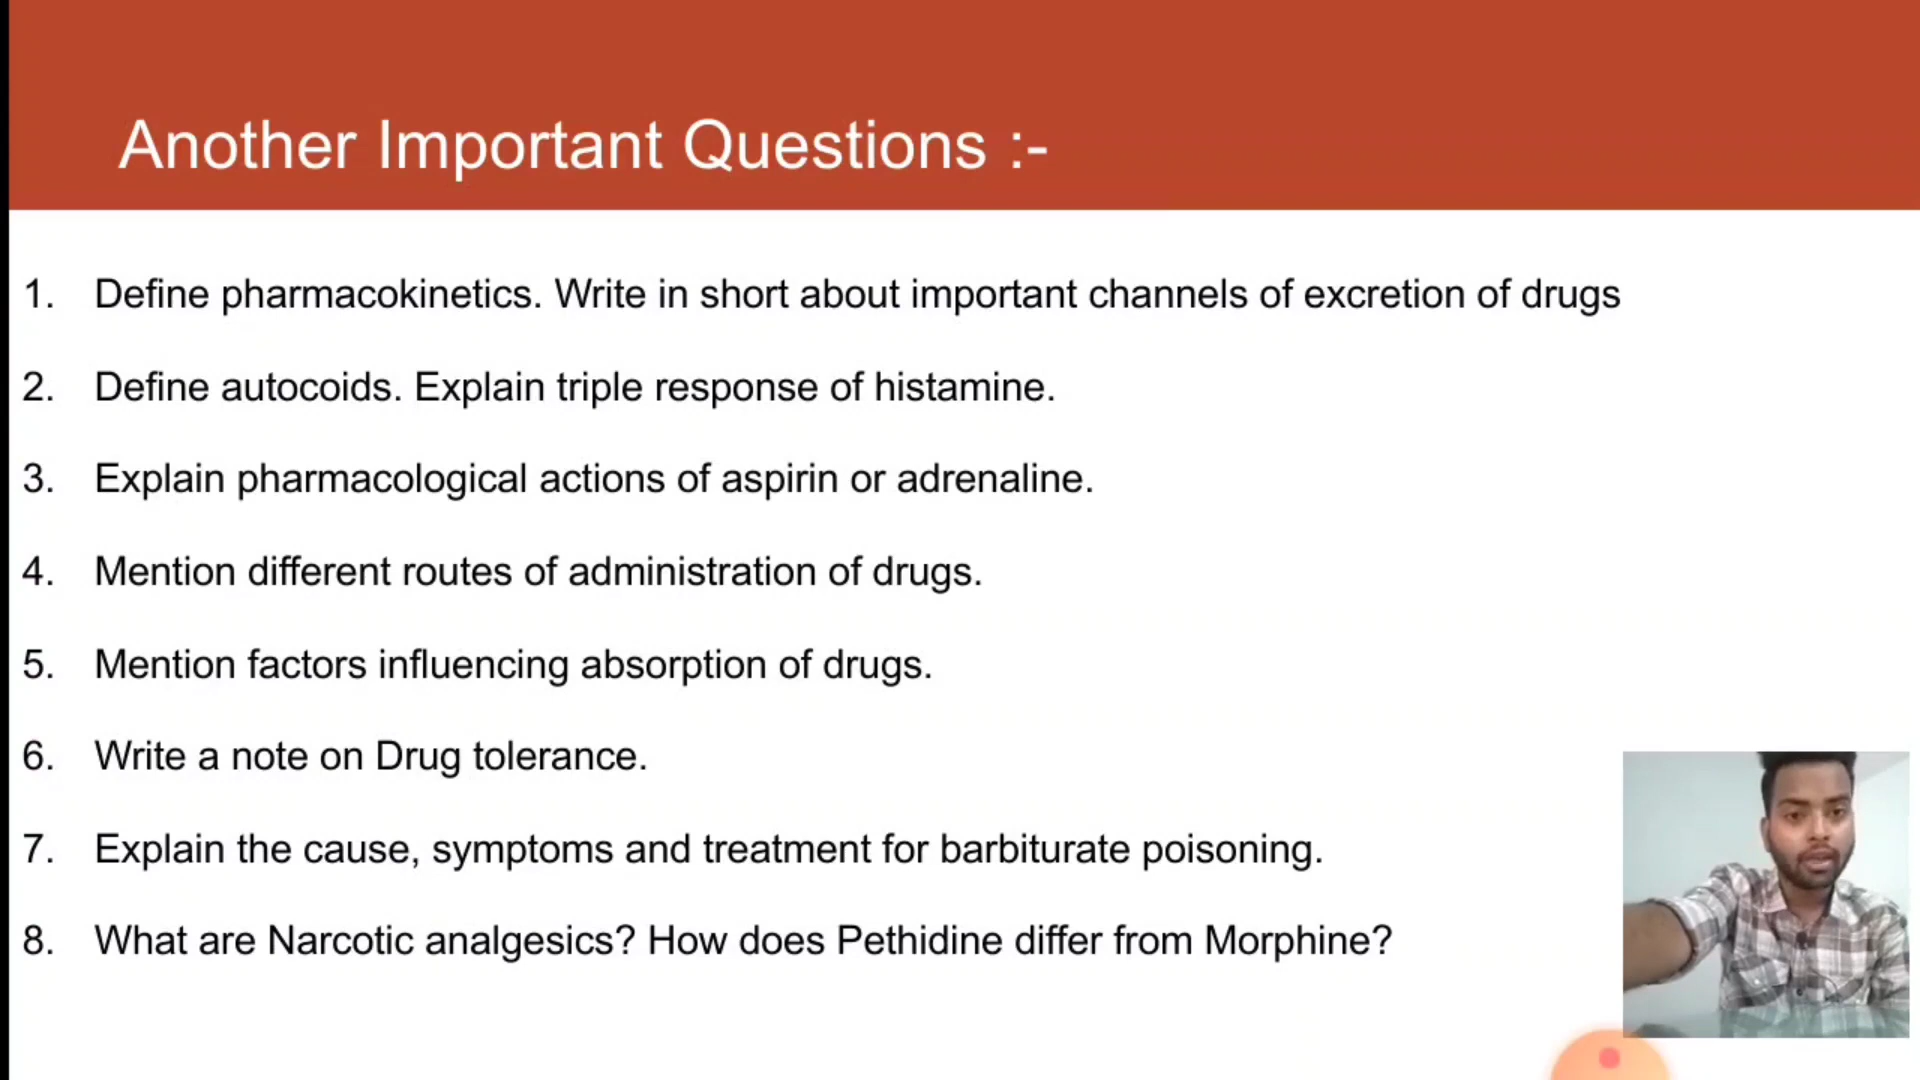 Another Important Questions :-
1. Define pharmacokinetics. Write in short about important channels of excretion of drugs
2. Define autocoids. Explain triple response of histamine.
3. Explain pharmacological actions of aspirin or adrenaline.
4. Mention different routes of administration of drugs.
5. Mention factors influencing absorption of drugs.
6. Write a note on Drug tolerance.
7. Explain the cause, symptoms and treatment for barbiturate poisoning.
8. What are Narcotic analgesics? How does Pethidine differ from Morphine?